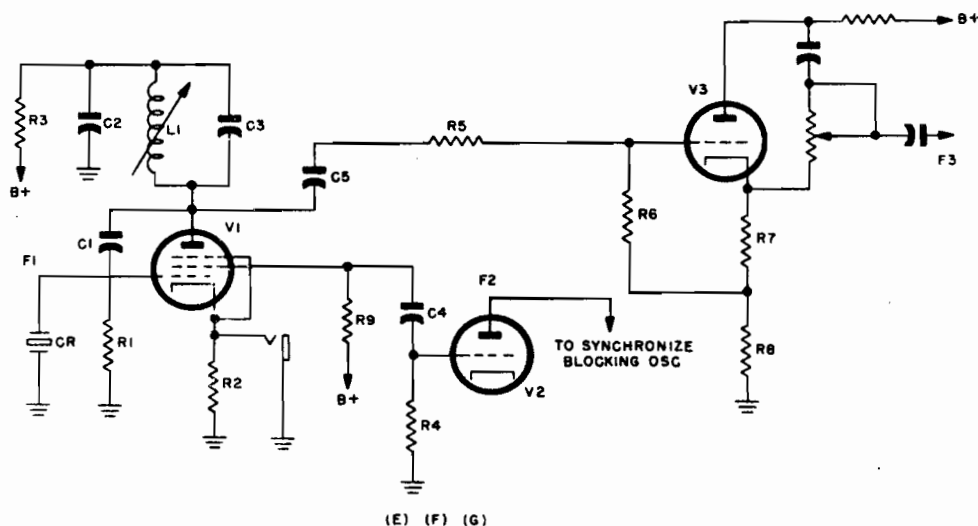 B+
V3
R3
C2
L1
C3
R5
F3
B+
C5
R6
R7
V1
C1
F1
F2
R9
C4
TO SYNCHRONIZE
BLOCKING OSC
CR
R1
R2
B+
V2
R8
R4
(E) (F) (G)